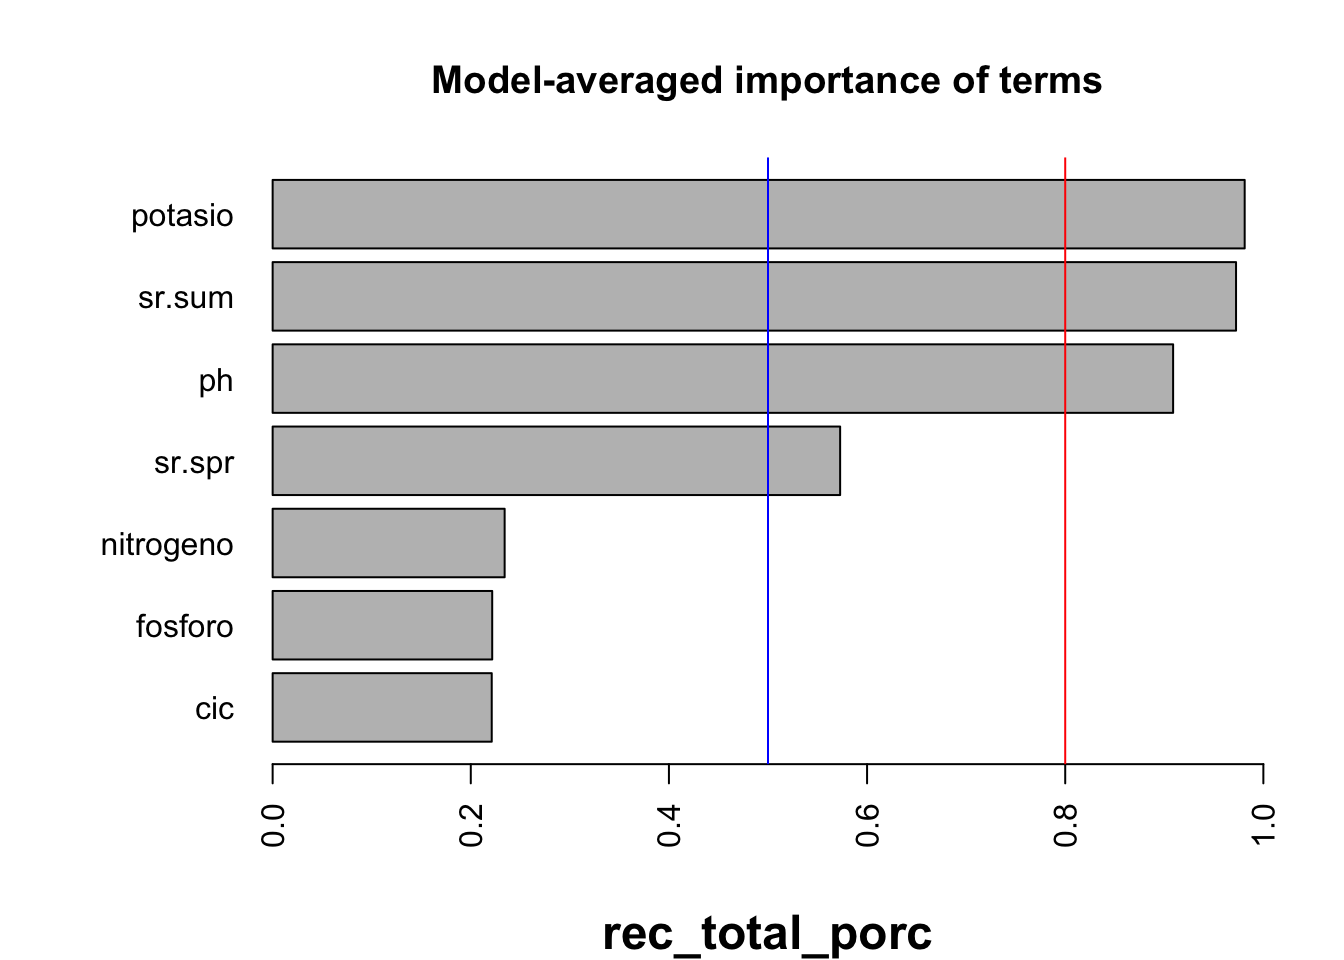 Model-averaged importance of terms
potasio
sr.sum
ph
sr.spr
nitrogeno
fosforo
cic
0.0 0.2 0.4 0.6 0.8 1.0
rec_total_porc